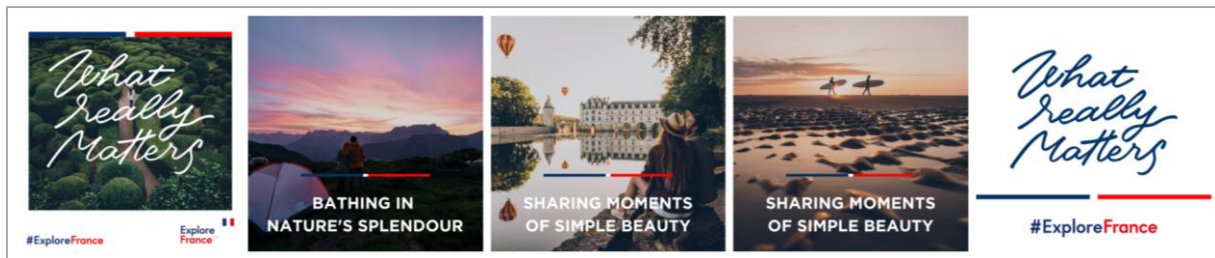 What
really
Matters
#ExploreFrance
Explore
France
BATHING IN
NATURE'S SPLENDOUR
SHARING MOMENTS
OF SIMPLE BEAUTY
SHARING MOMENTS
OF SIMPLE BEAUTY
What
really
Matters
#ExploreFrance